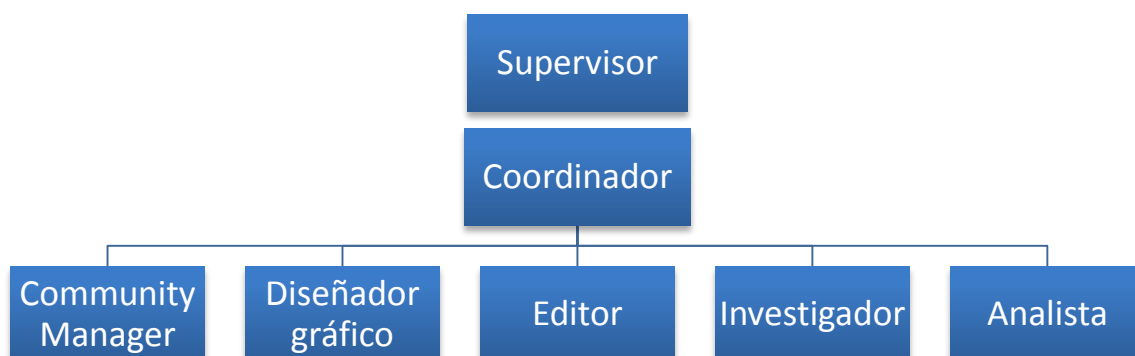 Supervisor
Coordinador
Community
Manager
Diseñador
gráfico
Editor
Investigador
Analista